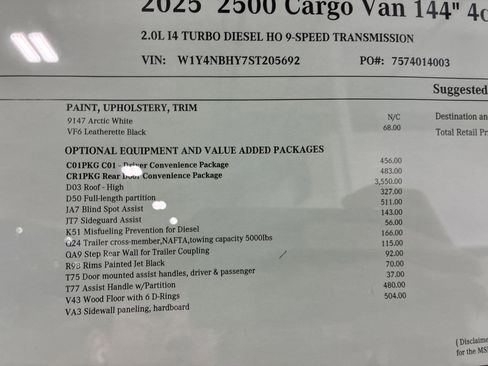 2025 2500 Cargo Van 144" 4c
2.0L I4 TURBO DIESEL HO 9-SPEED TRANSMISSION
VIN: W1Y4NBHY7ST205692 PO#: 7574014003
Suggested
PAINT, UPHOLSTERY, TRIM
9147 Arctic White N/C
VF6 Leatherette Black 68.00
Destination an
Total Retail Pr
OPTIONAL EQUIPMENT AND VALUE ADDED PACKAGES
C01PKG C01 - Driver Convenience Package 456.00
CR1PKG Rear Door Convenience Package 483.00
D03 Roof - High 3,550.00
D50 Full-length partition 327.00
JA7 Blind Spot Assist 511.00
JT7 Sideguard Assist 143.00
K51 Misfueling Prevention for Diesel 56.00
Q24 Trailer cross-member,NAFTA,towing capacity 5000lbs 166.00
QA9 Step Rear Wall for Trailer Coupling 115.00
R98 Rims Painted Jet Black 92.00
T75 Door mounted assist handles, driver & passenger 70.00
T77 Assist Handle w/Partition 37.00
V43 Wood Floor with 6 D-Rings 480.00
VA3 Sidewall paneling, hardboard 504.00
( Disclaime
for the MS